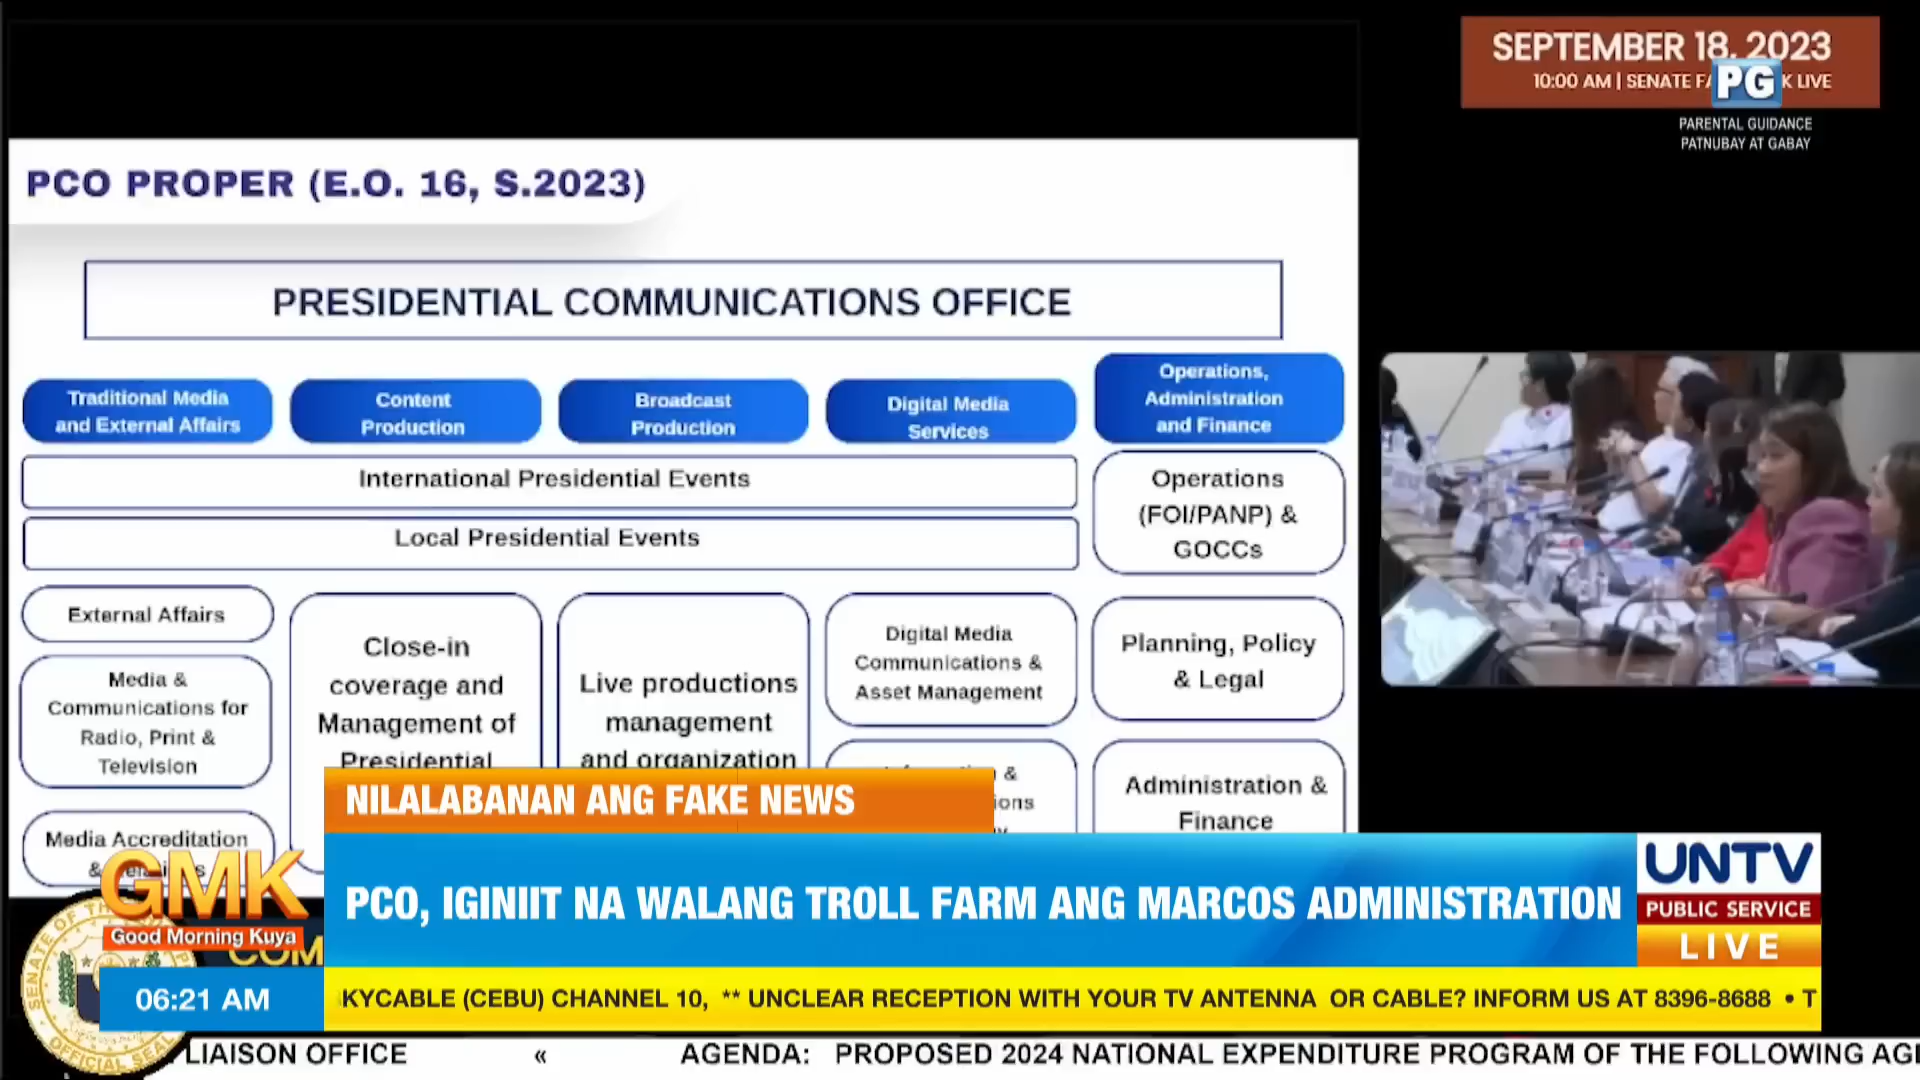 SEPTEMBER 18, 2023
10:00 AM | SENATE LIVE
PG
PARENTAL GUIDANCE
PATNUBAY AT GABAY
PCO PROPER (E.O. 16, S.2023)
PRESIDENTIAL COMMUNICATIONS OFFICE
Traditional Media
and External Affairs
Content
Production
Broadcast
Production
Digital Media
Services
Operations,
Administration
and Finance
International Presidential Events
Local Presidential Events
Operations
(FOI/PANP) &
GOCCs
External Affairs
Media &
Communications for
Radio, Print &
Television
Media Accreditation
&
Close-in
coverage and
Management of
Presidential
Live productions
management
and organization
Digital Media
Communications &
Asset Management
&
Planning, Policy
& Legal
Administration &
Finance
NILALABANAN ANG FAKE NEWS
PCO, IGINIIT NA WALANG TROLL FARM ANG MARCOS ADMINISTRATION
UNTV
PUBLIC SERVICE
LIVE
GMK
Good Morning Kuya
COM
SENATE OF THE
OFFICIAL SEAL
06:21 AM
KYCABLE (CEBU) CHANNEL 10, ** UNCLEAR RECEPTION WITH YOUR TV ANTENNA OR CABLE? INFORM US AT 8396-8688 • T
LIAISON OFFICE « AGENDA: PROPOSED 2024 NATIONAL EXPENDITURE PROGRAM OF THE FOLLOWING AG